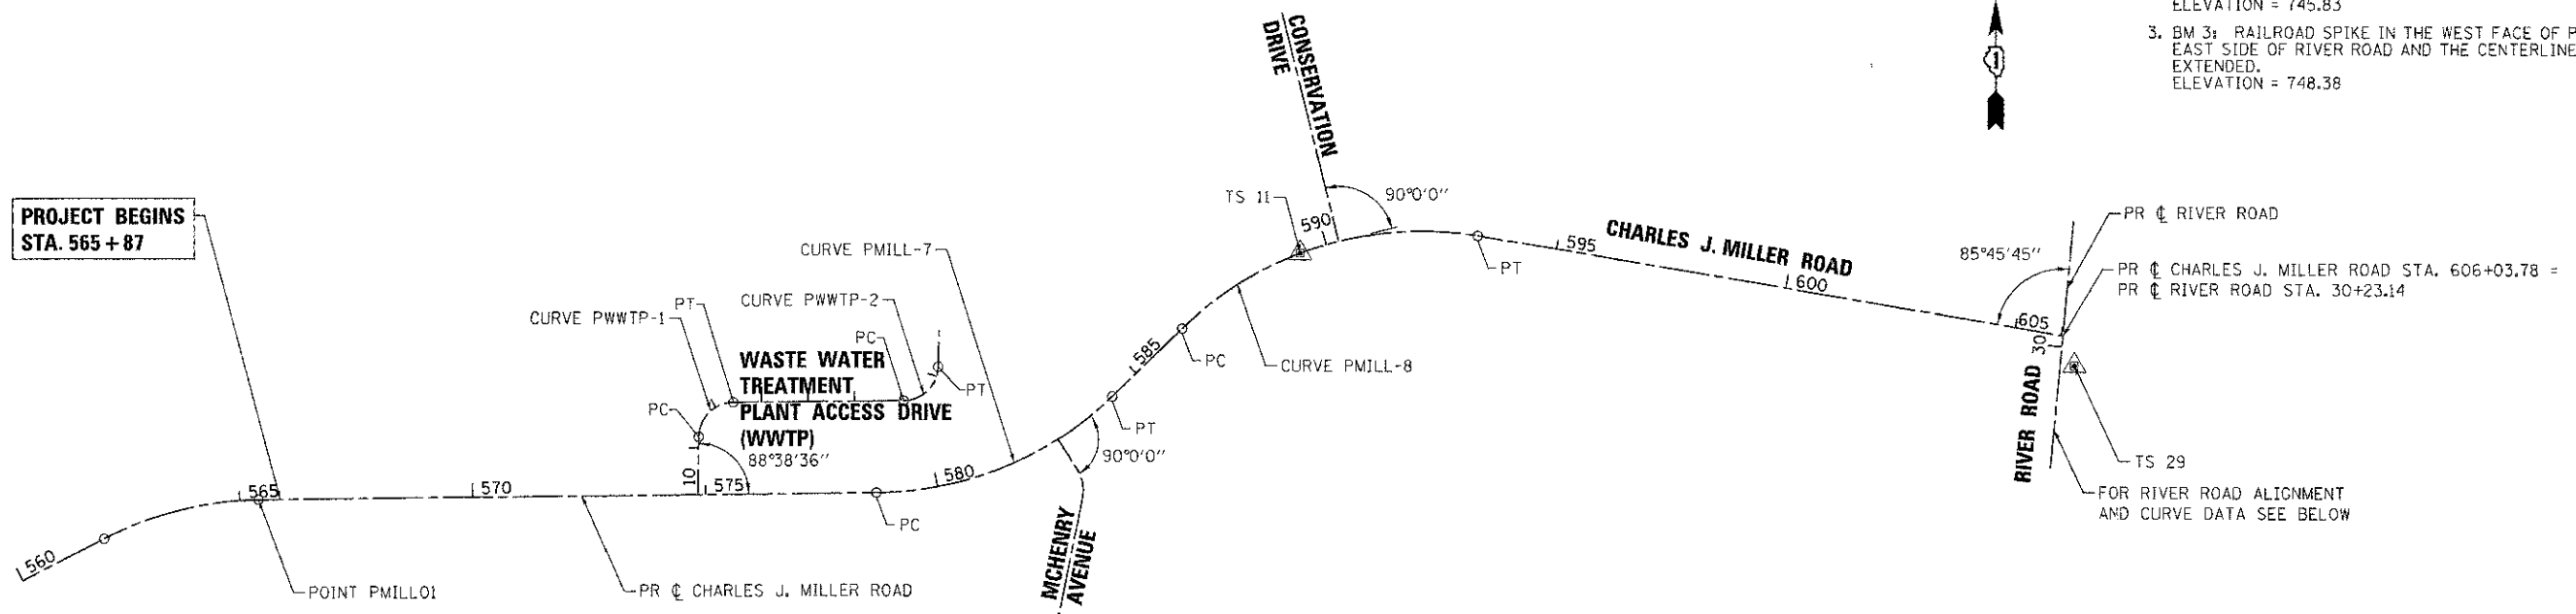 ELEVATION = 745.83
3. BM 3: RAILROAD SPIKE IN THE WEST FACE OF
EAST SIDE OF RIVER ROAD AND THE CENTERLINE
EXTENDED.
ELEVATION = 748.38
CONSERVATION
DRIVE
PROJECT BEGINS
STA. 565+87
TS 11
90°0'0"
590
CURVE PMILL-7
CHARLES J. MILLER ROAD
595
600
605
PT
PR ℄ RIVER ROAD
85°45'45"
PR ℄ CHARLES J. MILLER ROAD STA. 606+03.78 =
PR ℄ RIVER ROAD STA. 30+23.14
CURVE PWWTP-1
PT
CURVE PWWTP-2
PC
PT
PC
WASTE WATER
TREATMENT
PLANT ACCESS DRIVE
(WWTP)
88°38'36"
10
585
PC
CURVE PMILL-8
PT
90°0'0"
30
RIVER ROAD
TS 29
FOR RIVER ROAD ALIGNMENT
AND CURVE DATA SEE BELOW
560
565
570
575
580
PC
MCHENRY
AVENUE
POINT PMILL01
PR ℄ CHARLES J. MILLER ROAD